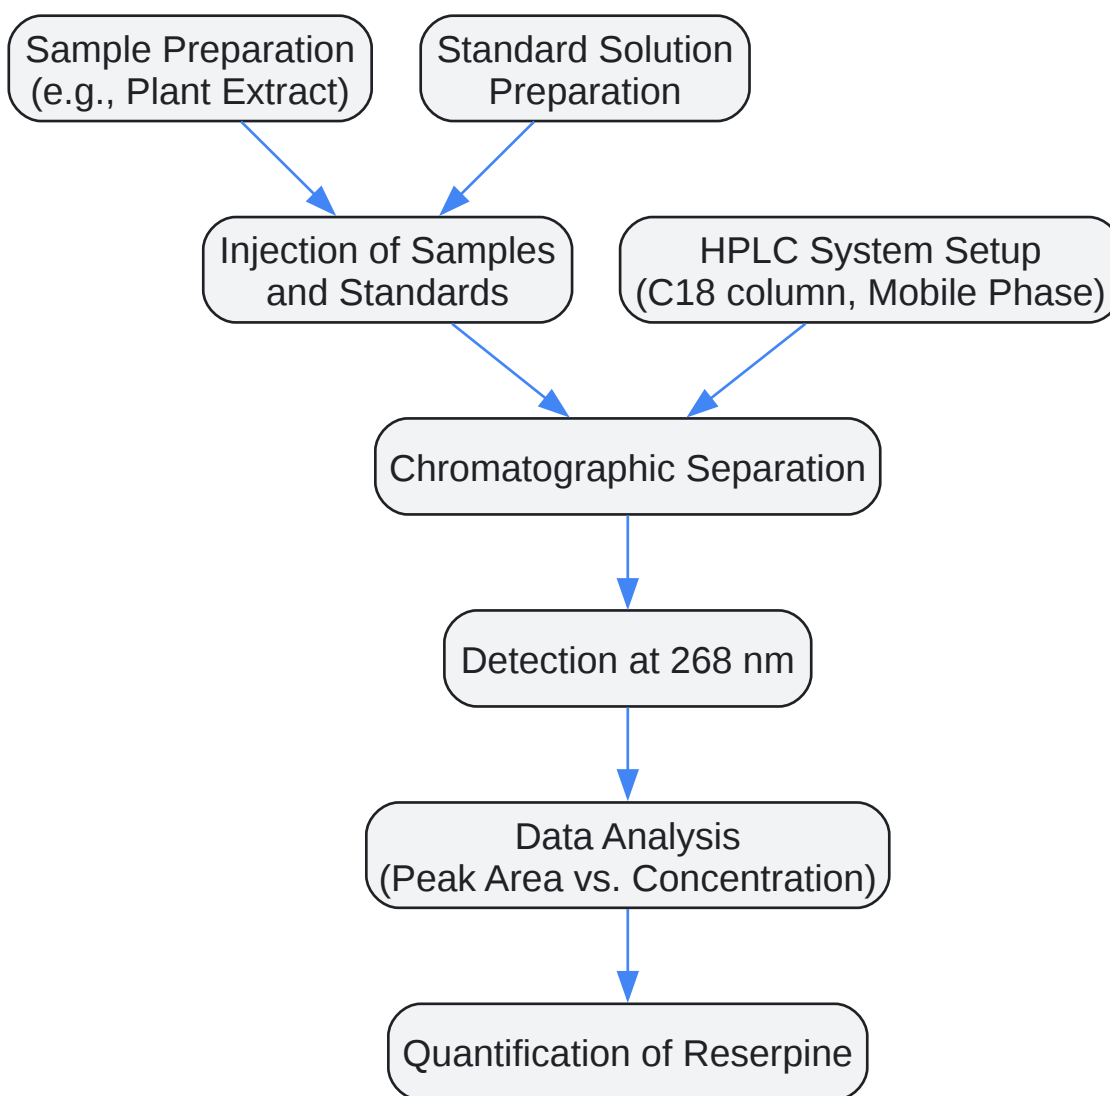 Sample Preparation
(e.g., Plant Extract)
Standard Solution
Preparation
Injection of Samples
and Standards
HPLC System Setup
(C18 column, Mobile Phase)
Chromatographic Separation
Detection at 268 nm
Data Analysis
(Peak Area vs. Concentration)
Quantification of Reserpine